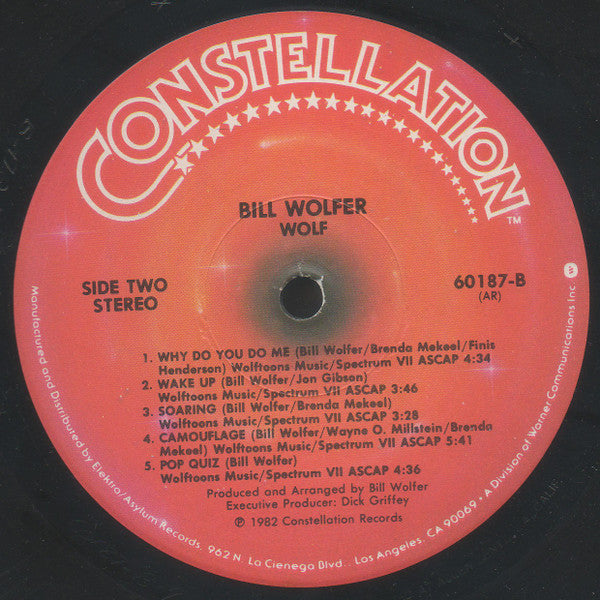 CONSTELLATION™
BILL WOLFER
WOLF
SIDE TWO
STEREO
60187-B
(AR)
1. WHY DO YOU DO ME (Bill Wolfer/Brenda Mekeel/Finis
Henderson) Wolftoons Music/Spectrum VII ASCAP 4:34
2. WAKE UP (Bill Wolfer/Jon Gibson)
Wolftoons Music/Spectrum VII ASCAP 3:46
3. SOARING (Bill Wolfer/Brenda Mekeel)
Wolftoons Music/Spectrum VII ASCAP 3:28
4. CAMOUFLAGE (Bill Wolfer/Wayne O. Millstein/Brenda
Mekeel) Wolftoons Music/Spectrum VII ASCAP 5:41
5. POP QUIZ (Bill Wolfer)
Wolftoons Music/Spectrum VII ASCAP 4:36
Produced and Arranged by Bill Wolfer
Executive Producer: Dick Griffey
℗ 1982 Constellation Records
Manufactured and Distributed by Elektra/Asylum Records, 962 N. La Cienega Blvd., Los Angeles, CA 90069 • A Division of Warner Communications Inc